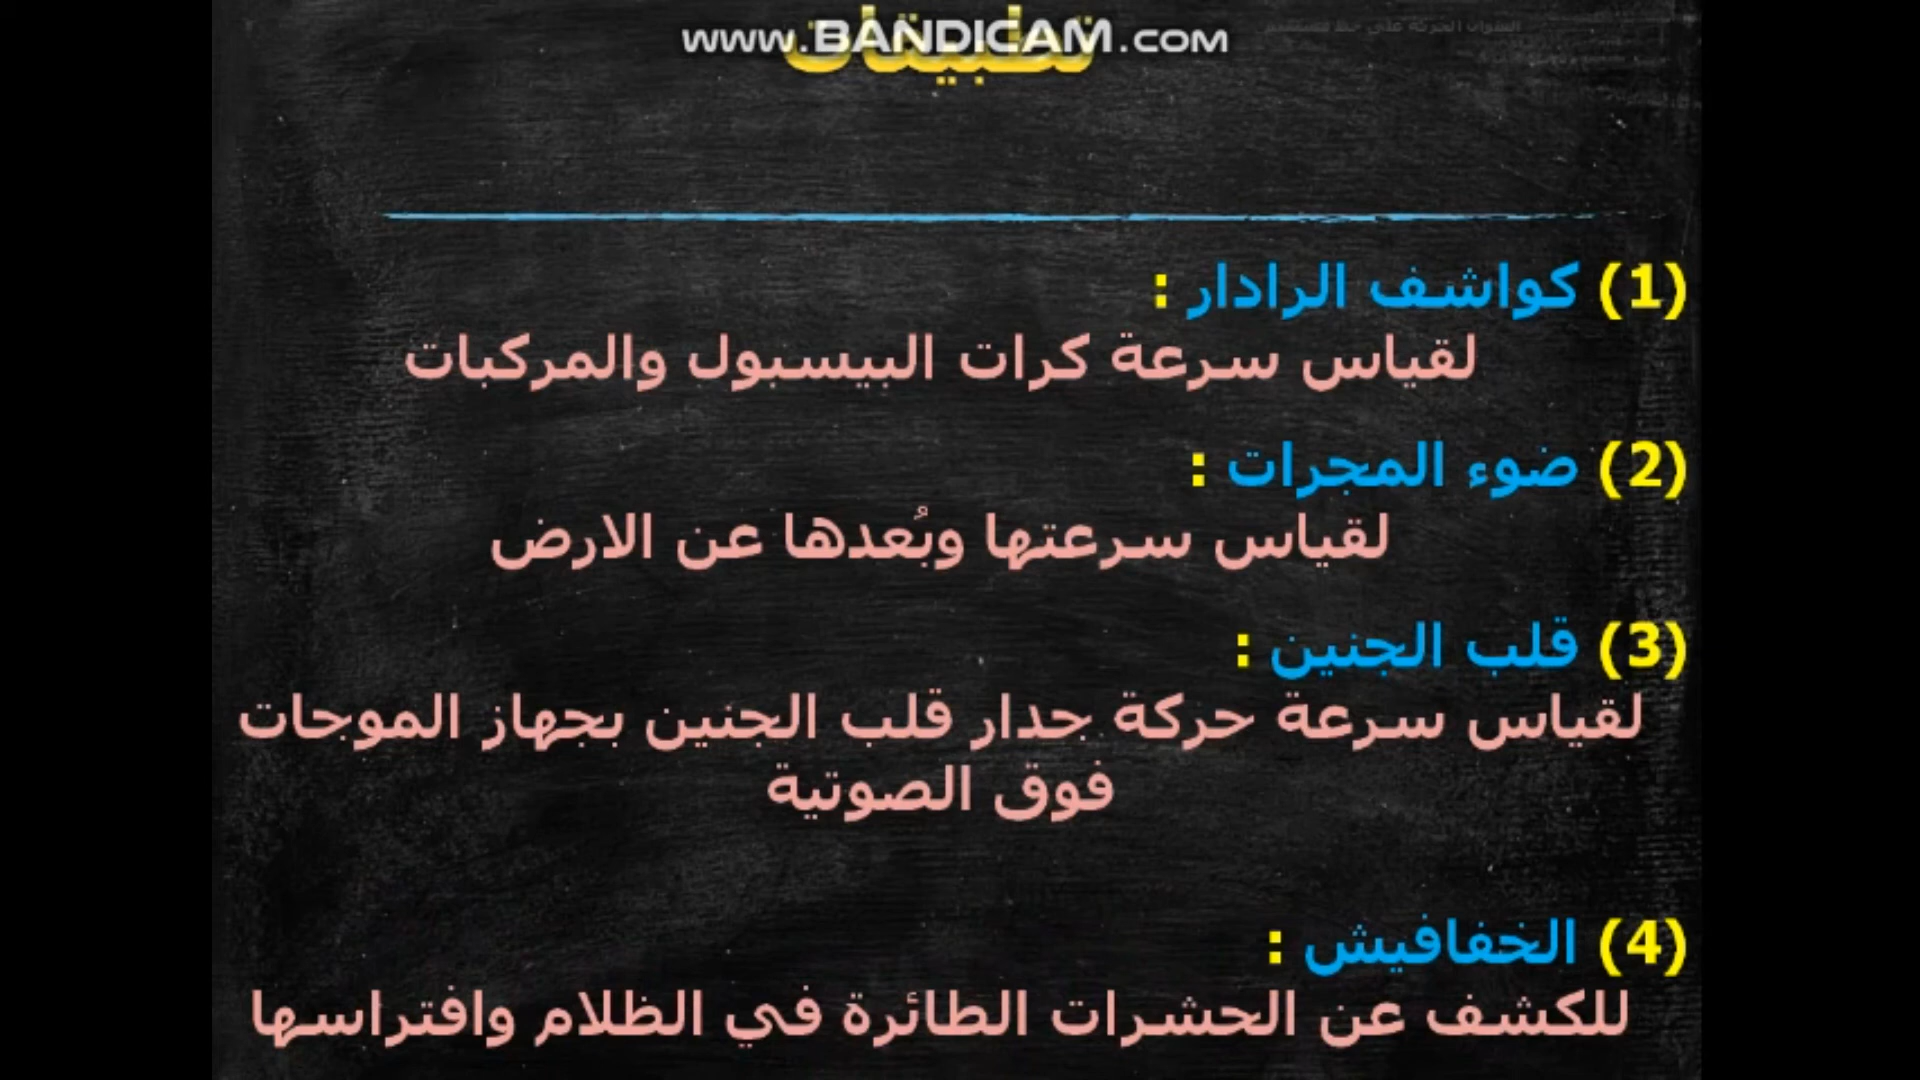 www.BANDICAM.com
تطبيقات
(1) كواشف الرادار :
لقياس سرعة كرات البيسبول والمركبات
(2) ضوء المجرات :
لقياس سرعتها وبُعدها عن الارض
(3) قلب الجنين :
لقياس سرعة حركة جدار قلب الجنين بجهاز الموجات
فوق الصوتية
(4) الخفافيش :
للكشف عن الحشرات الطائرة في الظلام وافتراسها